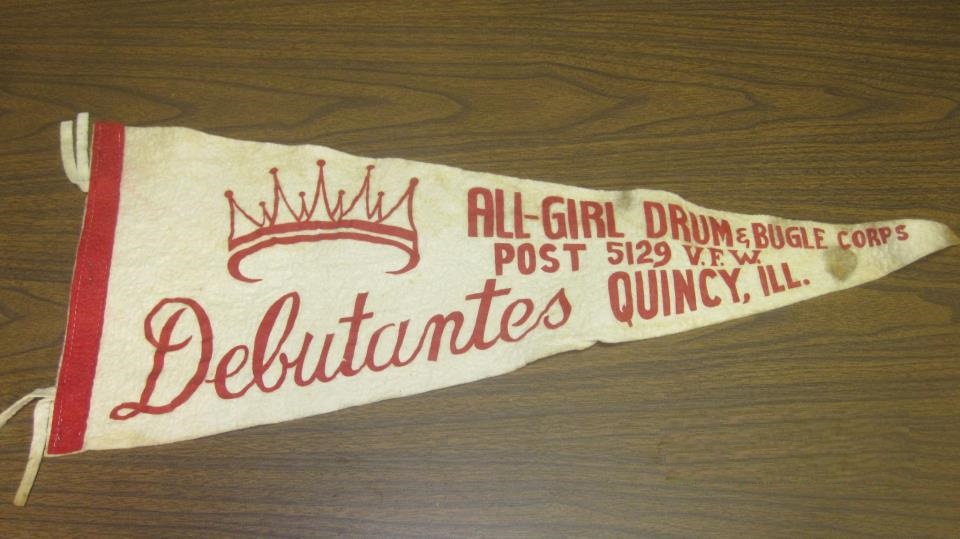 Debutantes
ALL-GIRL DRUM & BUGLE CORPS
POST 5129 V.F.W.
QUINCY, ILL.